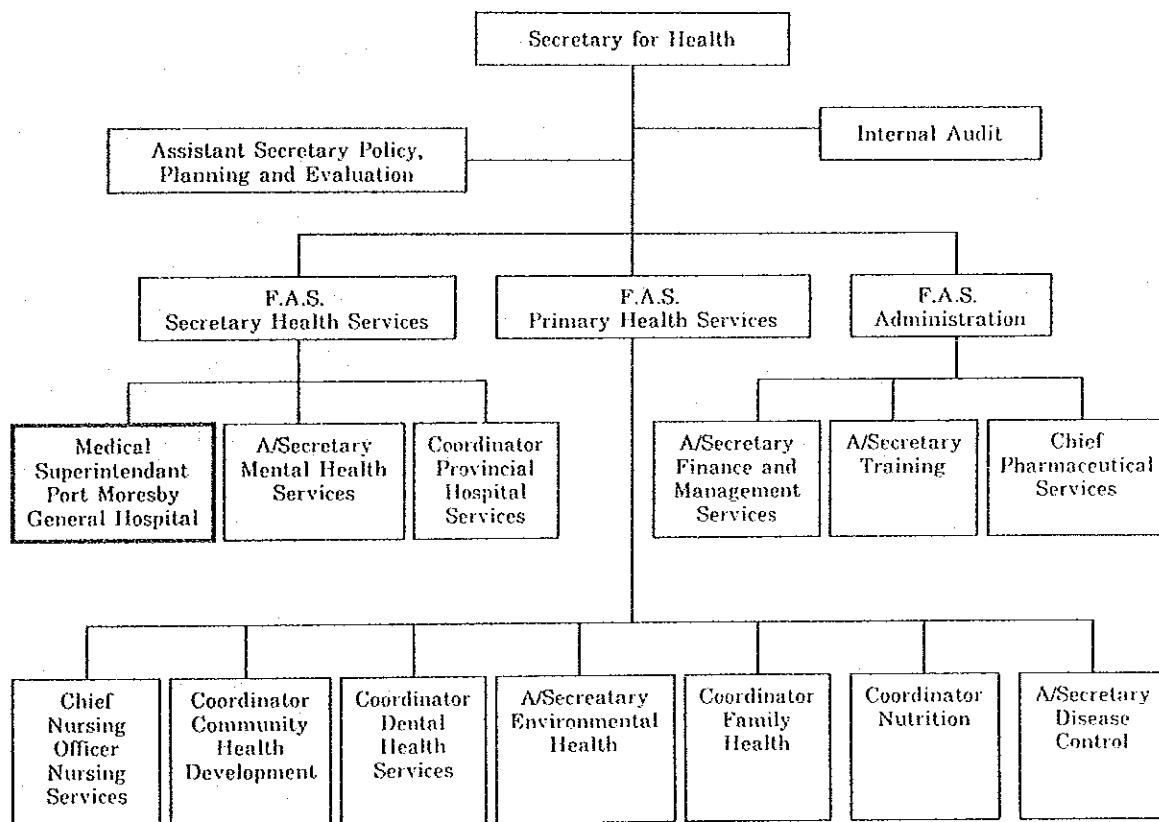 Secretary for Health
Internal Audit
Assistant Secretary Policy,
Planning and Evaluation
F.A.S.
Secretary Health Services
F.A.S.
Primary Health Services
F.A.S.
Administration
Medical
Superintendant
Port Moresby
General Hospital
A/Secretary
Mental Health
Services
Coordinator
Provincial
Hospital
Services
A/Secretary
Finance and
Management
Services
A/Secretary
Training
Chief
Pharmaceutical
Services
Chief
Nursing
Officer
Nursing
Services
Coordinator
Community
Health
Development
Coordinator
Dental
Health
Services
A/Secreatary
Environmental
Health
Coordinator
Family
Health
Coordinator
Nutrition
A/Secretary
Disease
Control